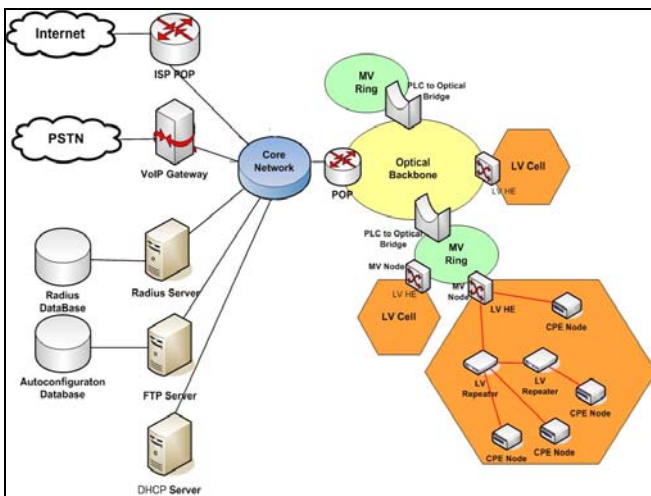 Internet
ISP POP
PSTN
VoIP Gateway
Core
Network
POP
Optical
Backbone
MV
Ring
PLC to Optical
Bridge
LV Cell
LV HE
PLC to Optical
Bridge
MV
Ring
MV Node
LV HE
LV Cell
MV
Node
LV HE
CPE Node
LV
Repeater
LV
Repeater
CPE Node
CPE Node
CPE Node
Radius
DataBase
Radius Server
Autoconfiguraton
Database
FTP Server
DHCP Server